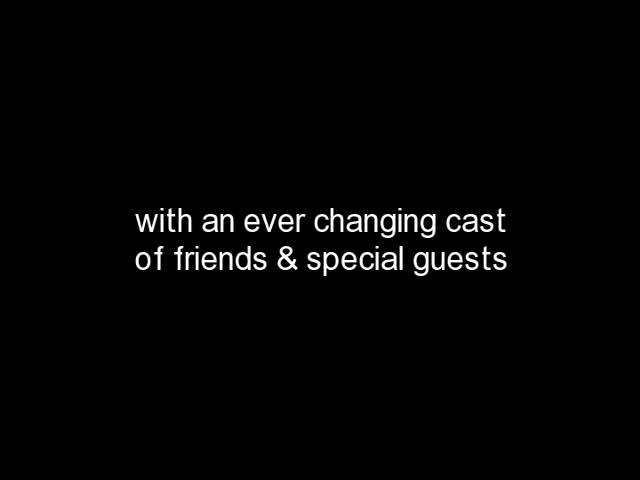 with an ever changing cast
of friends & special guests